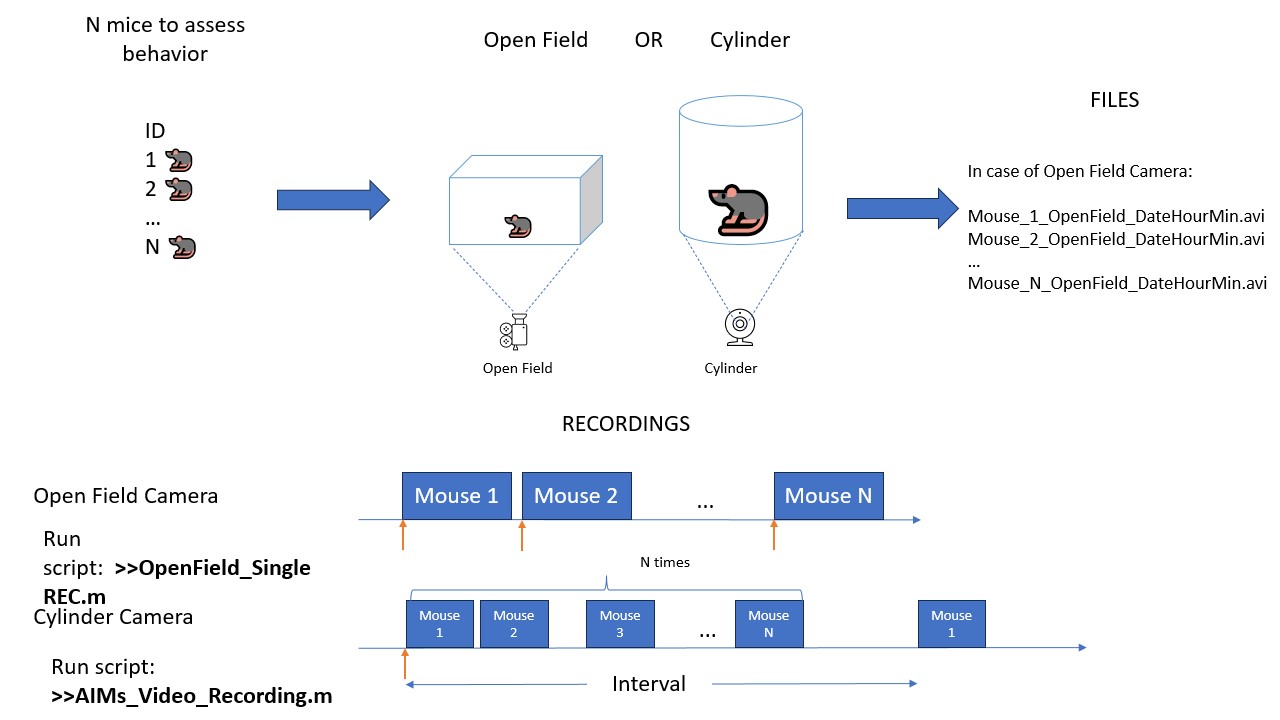 N mice to assess
behavior
Open Field OR Cylinder
FILES
ID
1
2
...
N
In case of Open Field Camera:
Mouse_1_OpenField_DateHourMin.avi
Mouse_2_OpenField_DateHourMin.avi
...
Mouse_N_OpenField_DateHourMin.avi
Open Field
Cylinder
RECORDINGS
Open Field Camera
Mouse 1
Mouse 2
...
Mouse N
Run
script: >>OpenField_Single
REC.m
N times
Cylinder Camera
Mouse
1
Mouse
2
Mouse
3
...
Mouse
N
Mouse
1
Run script:
>>AIMs_Video_Recording.m
Interval